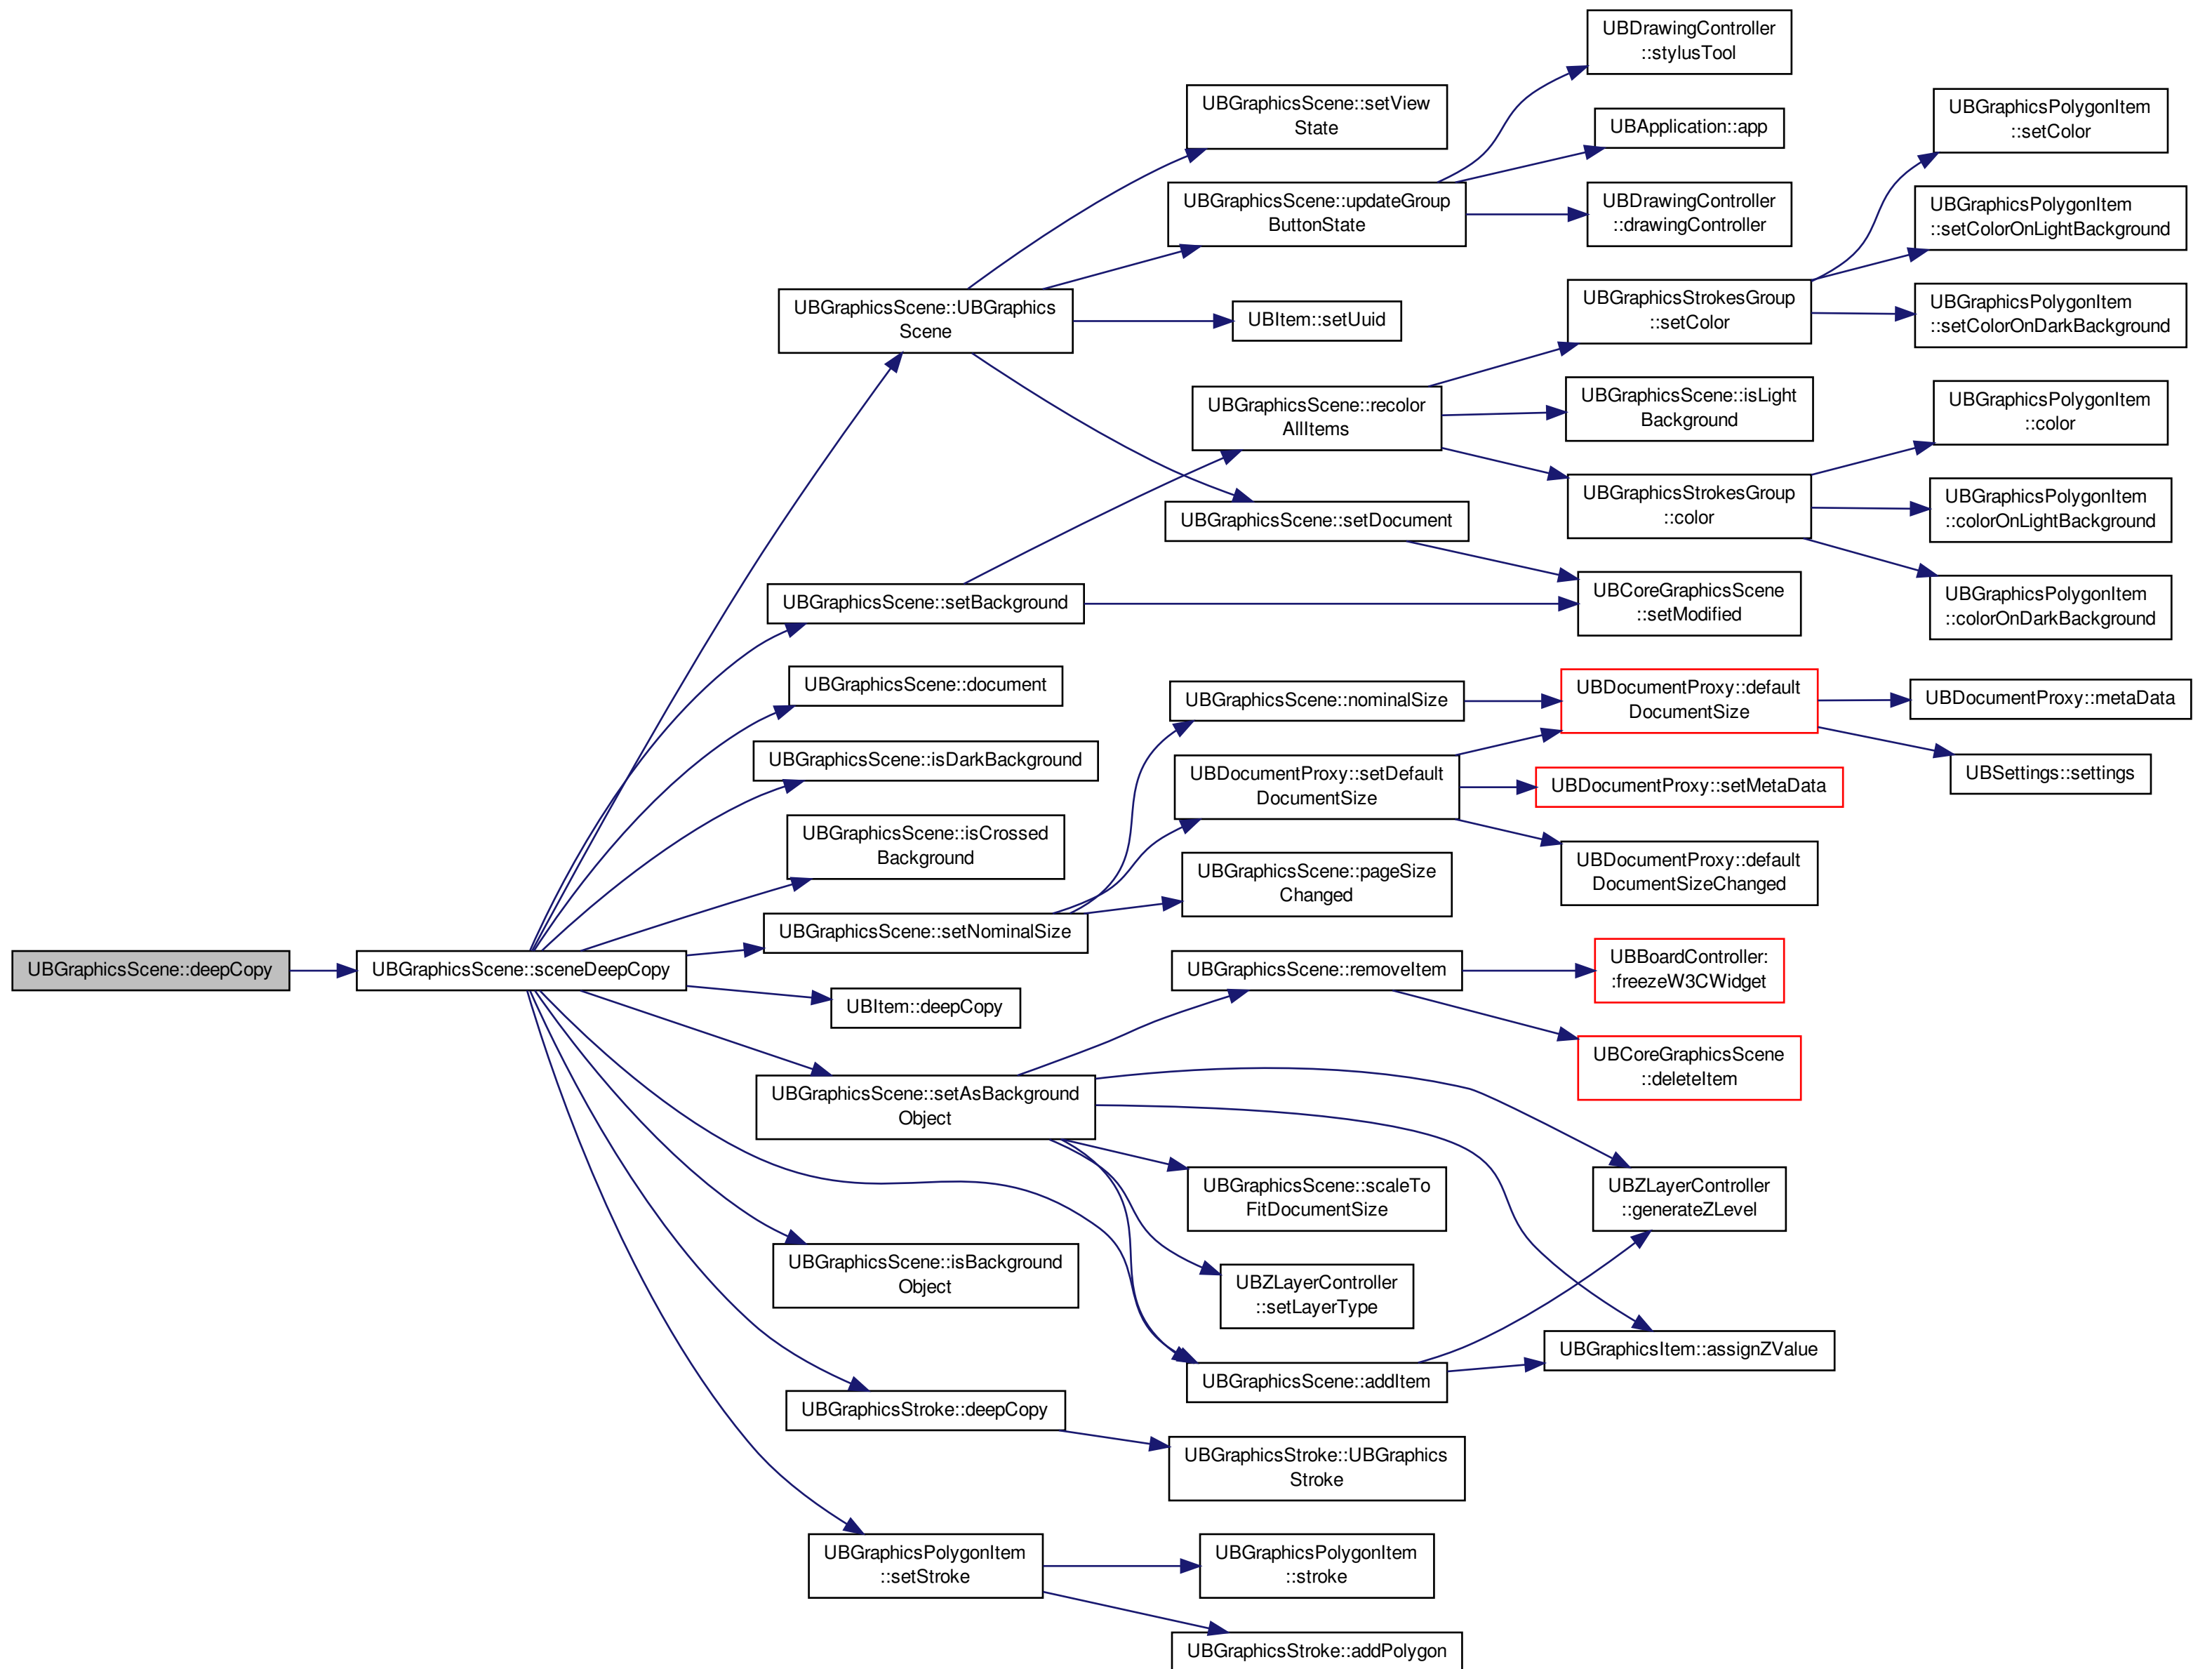 UBGraphicsScene::deepCopy
UBGraphicsScene::sceneDeepCopy
UBGraphicsScene::UBGraphics
Scene
UBGraphicsScene::setBackground
UBGraphicsScene::document
UBGraphicsScene::isDarkBackground
UBGraphicsScene::isCrossed
Background
UBGraphicsScene::setNominalSize
UBItem::deepCopy
UBGraphicsScene::setAsBackground
Object
UBGraphicsScene::isBackground
Object
UBGraphicsStroke::deepCopy
UBGraphicsPolygonItem
::setStroke
UBGraphicsScene::setView
State
UBGraphicsScene::updateGroup
ButtonState
UBItem::setUuid
UBGraphicsScene::recolor
AllItems
UBGraphicsScene::setDocument
UBGraphicsScene::nominalSize
UBDocumentProxy::setDefault
DocumentSize
UBGraphicsScene::pageSize
Changed
UBGraphicsScene::removeItem
UBGraphicsScene::scaleTo
FitDocumentSize
UBZLayerController
::setLayerType
UBGraphicsScene::addItem
UBGraphicsStroke::UBGraphics
Stroke
UBGraphicsPolygonItem
::stroke
UBGraphicsStroke::addPolygon
UBDrawingController
::stylusTool
UBApplication::app
UBDrawingController
::drawingController
UBGraphicsStrokesGroup
::setColor
UBGraphicsScene::isLight
Background
UBGraphicsStrokesGroup
::color
UBCoreGraphicsScene
::setModified
UBDocumentProxy::default
DocumentSize
UBDocumentProxy::setMetaData
UBDocumentProxy::default
DocumentSizeChanged
UBBoardController:
:freezeW3CWidget
UBCoreGraphicsScene
::deleteItem
UBZLayerController
::generateZLevel
UBGraphicsItem::assignZValue
UBGraphicsPolygonItem
::setColor
UBGraphicsPolygonItem
::setColorOnLightBackground
UBGraphicsPolygonItem
::setColorOnDarkBackground
UBGraphicsPolygonItem
::color
UBGraphicsPolygonItem
::colorOnLightBackground
UBGraphicsPolygonItem
::colorOnDarkBackground
UBDocumentProxy::metaData
UBSettings::settings